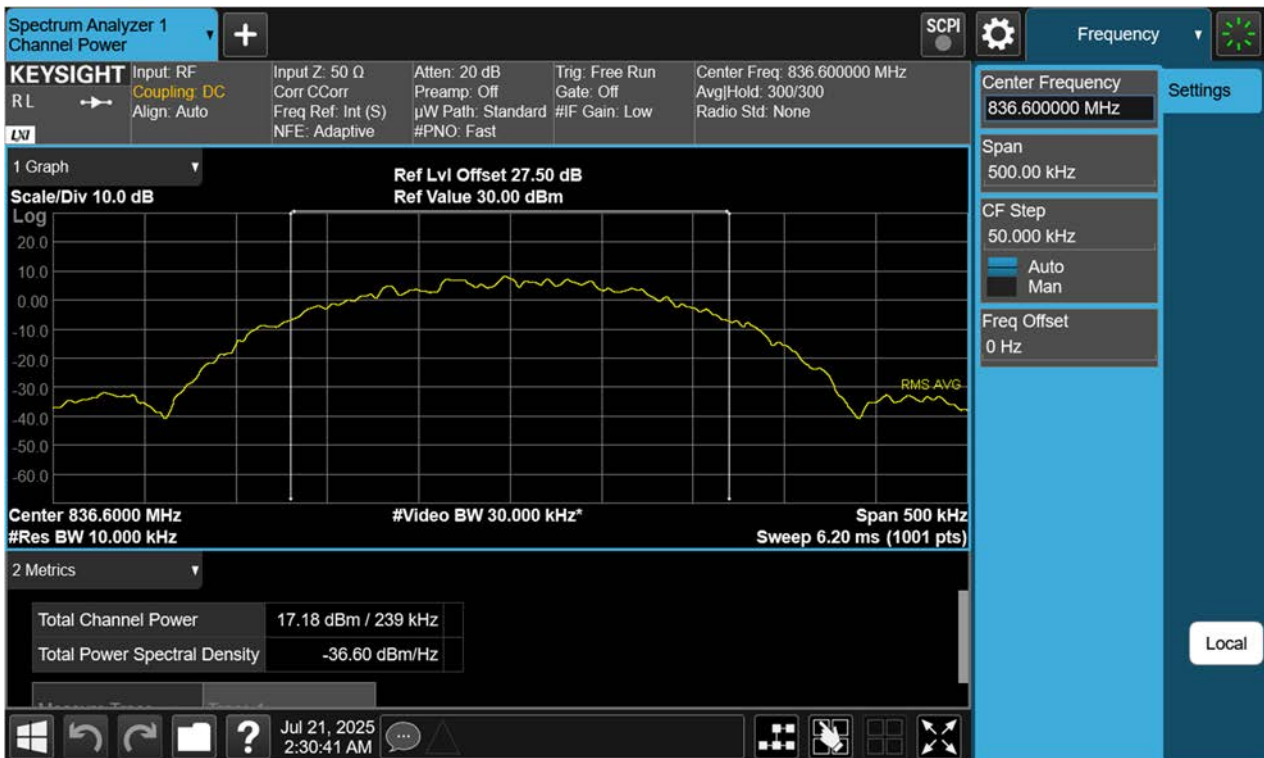 Spectrum Analyzer 1
Channel Power
+
SCPI
Frequency
KEYSIGHT
RL
LXI
Input: RF
Coupling: DC
Align: Auto
Input Z: 50 Ω
Corr CCorr
Freq Ref: Int (S)
NFE: Adaptive
Atten: 20 dB
Preamp: Off
µW Path: Standard
#PNO: Fast
Trig: Free Run
Gate: Off
#IF Gain: Low
Center Freq: 836.600000 MHz
Avg|Hold: 300/300
Radio Std: None
Center Frequency
836.600000 MHz
Settings
Span
500.00 kHz
CF Step
50.000 kHz
Auto
Man
Freq Offset
0 Hz
Local
1 Graph
Scale/Div 10.0 dB
Ref Lvl Offset 27.50 dB
Ref Value 30.00 dBm
Log
20.0
10.0
0.00
-10.0
-20.0
-30.0
-40.0
-50.0
-60.0
RMS AVG
Center 836.6000 MHz
#Video BW 30.000 kHz*
Span 500 kHz
#Res BW 10.000 kHz
Sweep 6.20 ms (1001 pts)
2 Metrics
Total Channel Power 17.18 dBm / 239 kHz
Total Power Spectral Density -36.60 dBm/Hz
?
Jul 21, 2025
2:30:41 AM